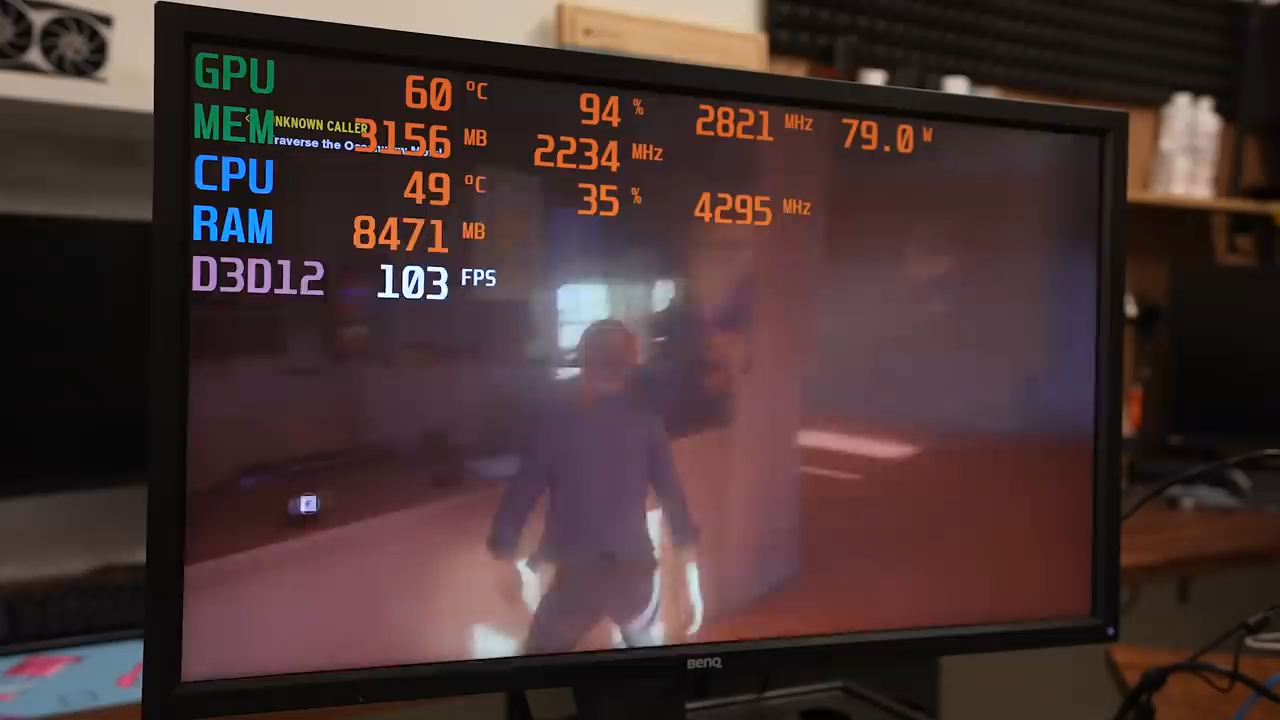 GPU 60 °C 94 % 2821 MHz 79.0 W
MEM 3156 MB 2234 MHz
NKNOWN CALLER
raverse the
CPU 49 °C 35 % 4295 MHz
RAM 8471 MB
D3D12 103 FPS
F
BenQ